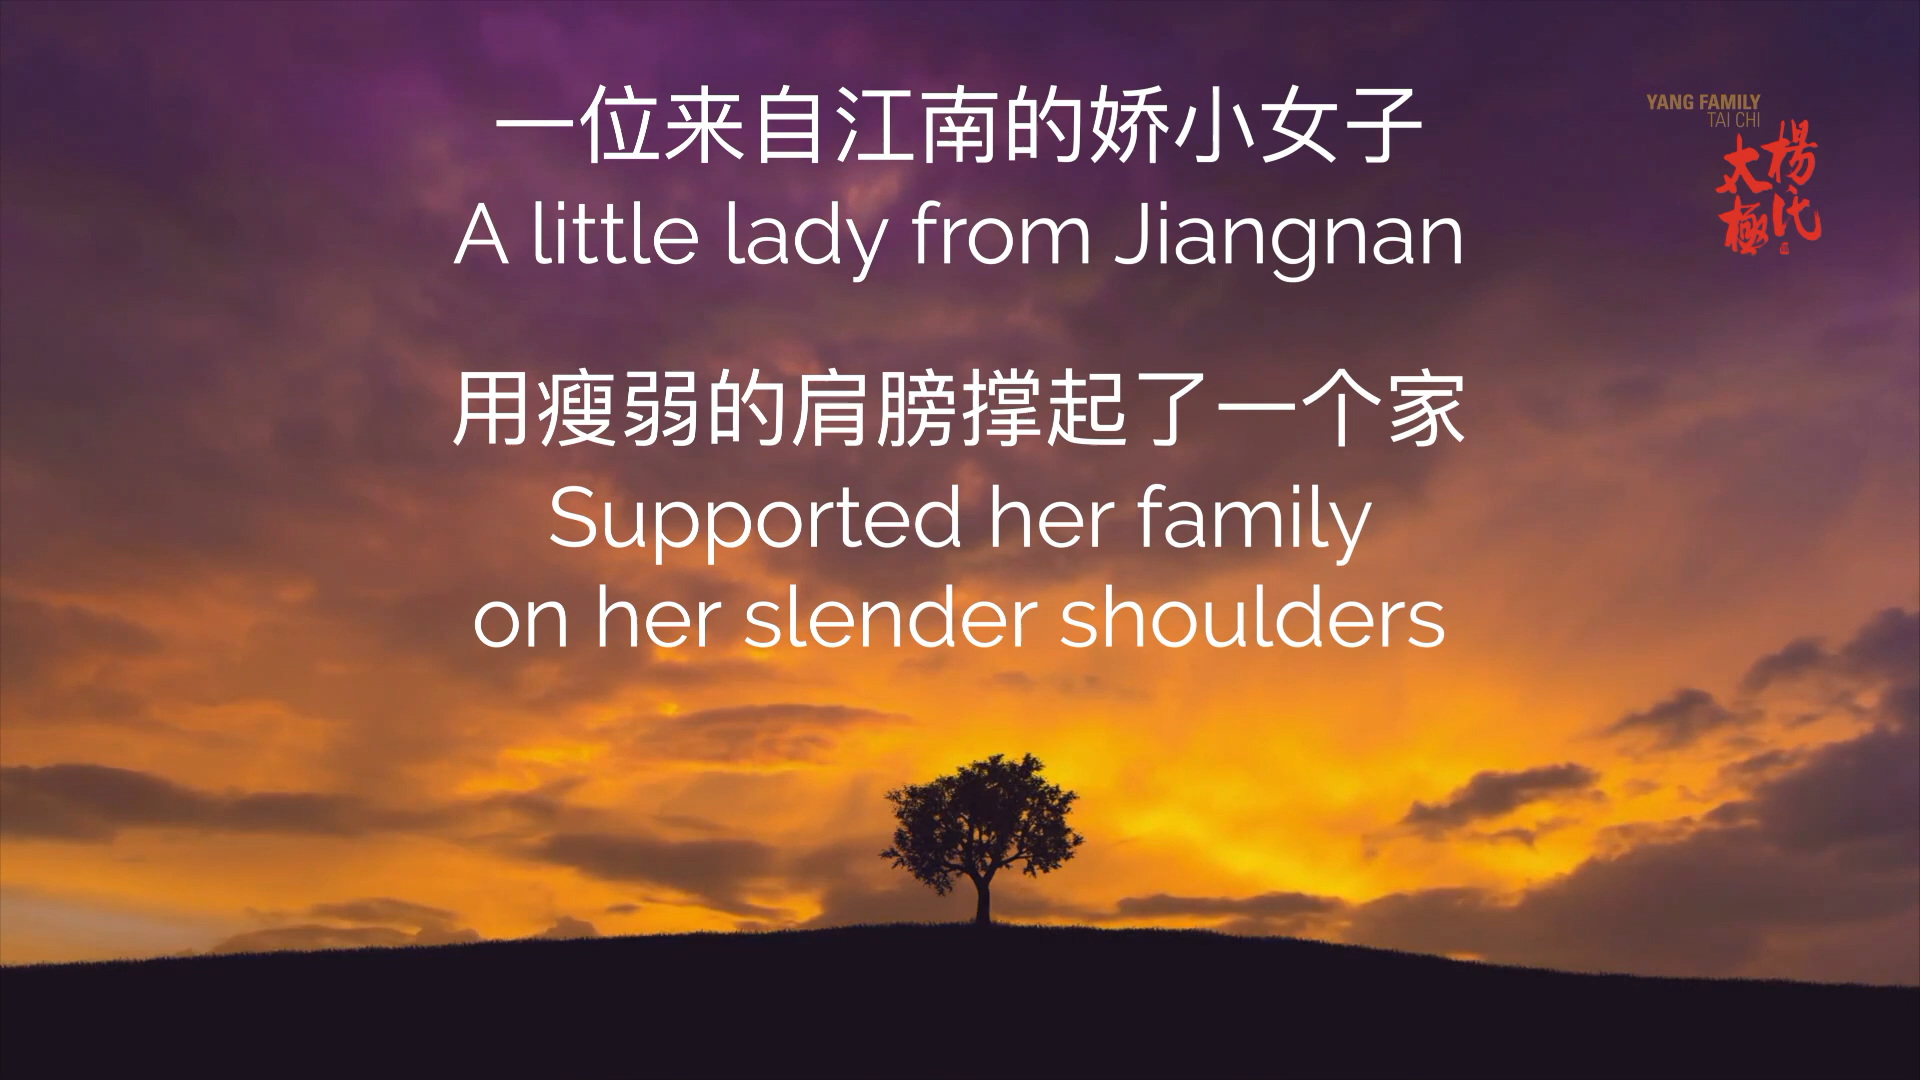 一位来自江南的娇小女子
A little lady from Jiangnan
用瘦弱的肩膀撑起了一个家
Supported her family
on her slender shoulders
YANG FAMILY
TAI CHI
楊氏
太極